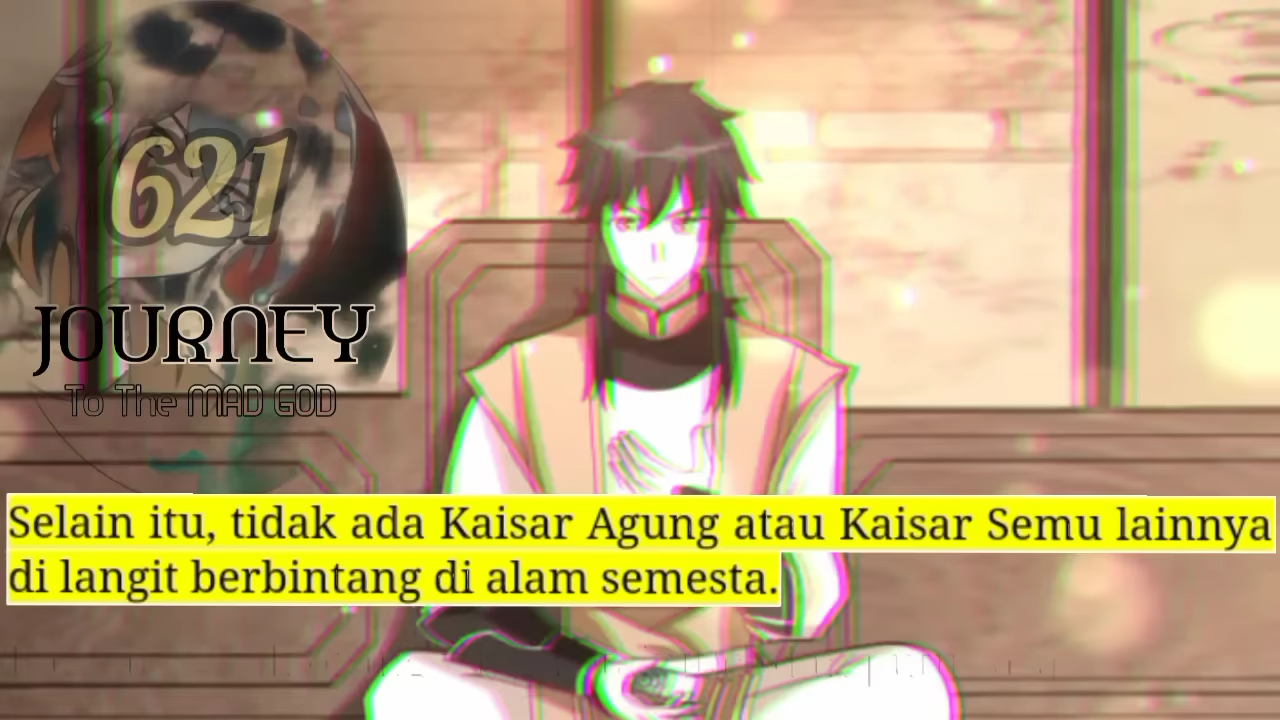 621
JOURNEY
To The MAD GOD
Selain itu, tidak ada Kaisar Agung atau Kaisar Semu lainnya
di langit berbintang di alam semesta.